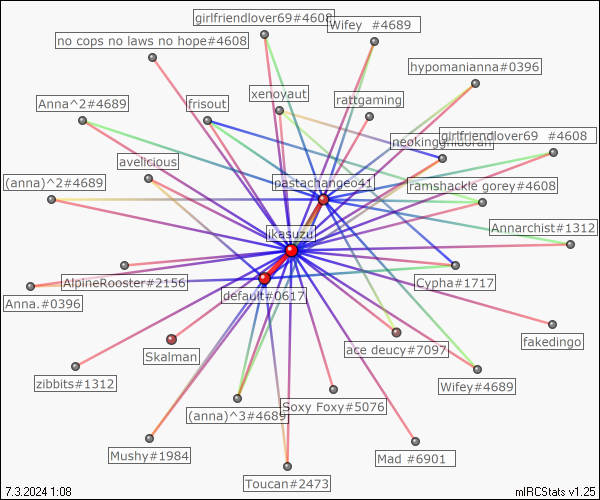 girlfriendlover69#4608
Wifey  #4689
no cops no laws no hope#4608
hypomanianna#0396
xenoyaut
rattgaming
Anna^2#4689
frisout
neokingghidorah
girlfriendlover69  #4608
avelicious
(anna)^2#4689
pastachangeo41
ramshackle gorey#4608
Annarchist#1312
ikasuzu
AlpineRooster#2156
Cypha#1717
Anna.#0396
default#0617
fakedingo
Skalman
ace deucy#7097
zibbits#1312
Wifey#4689
(anna)^3#4689
Soxy Foxy#5076
Mushy#1984
Mad #6901
Toucan#2473
7.3.2024 1:08
mIRCStats v1.25